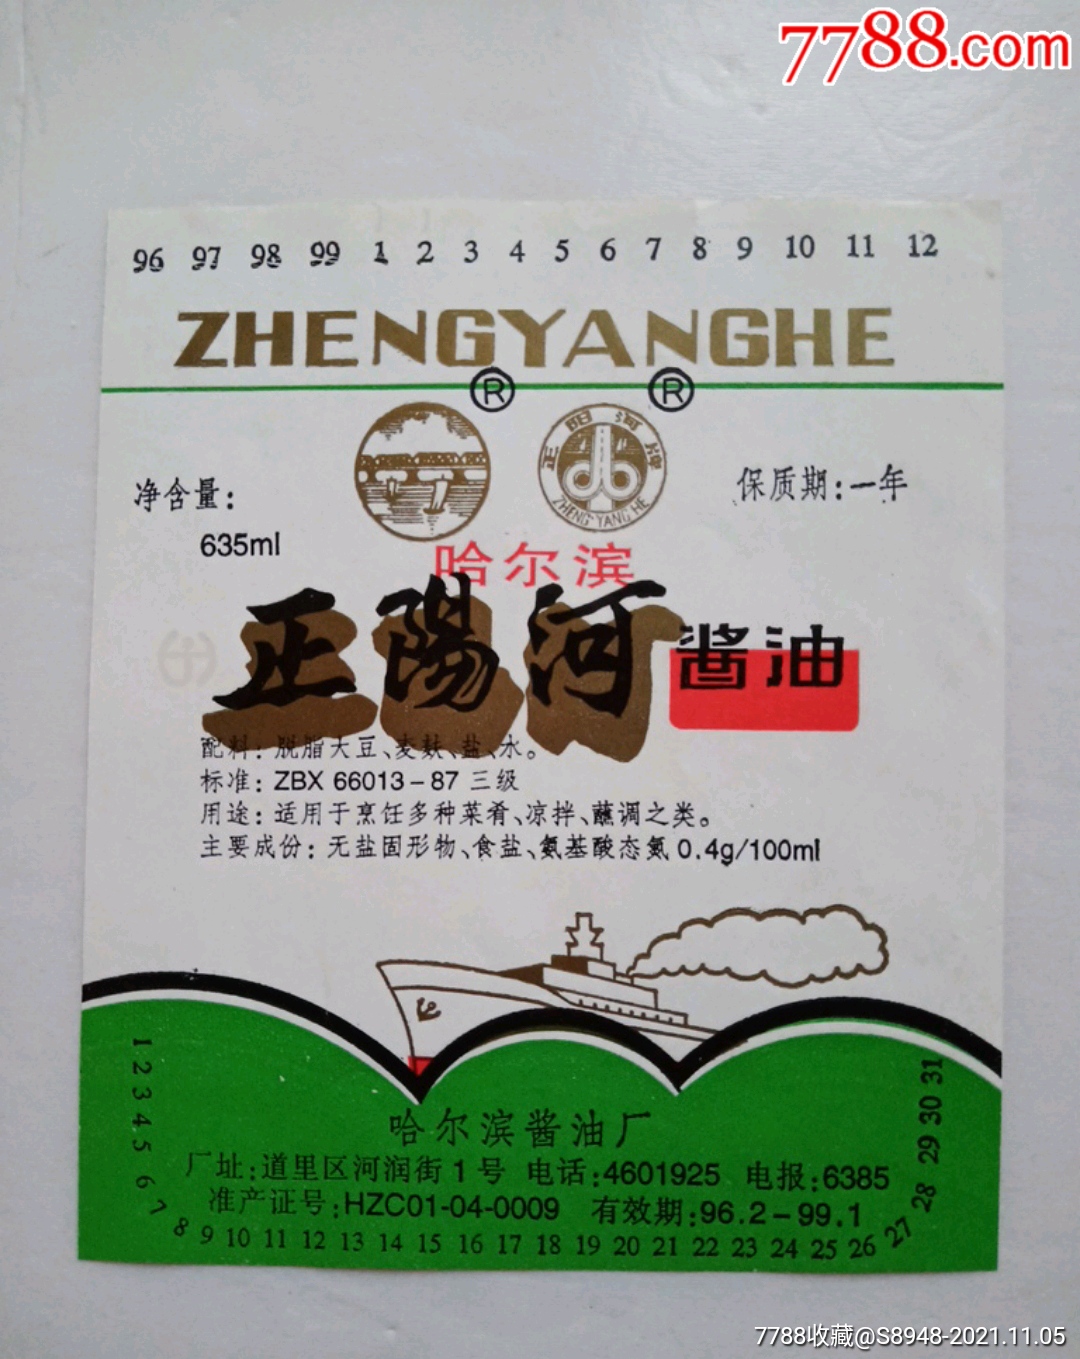 7788.com
96 97 98 99 1 2 3 4 5 6 7 8 9 10 11 12
ZHENGYANGHE
® ®
正阳河牌
ZHENG YANG HE
净含量:
635ml
保质期:一年
哈尔滨
正陽河 酱油
配料: 脱脂大豆、麦麸、盐、水。
标准: ZBX 66013-87 三级
用途: 适用于烹饪多种菜肴、凉拌、蘸调之类。
主要成份: 无盐固形物、食盐、氨基酸态氮 0.4g/100ml
哈尔滨酱油厂
厂址:道里区河润街1号 电话:4601925 电报:6385
准产证号:HZC01-04-0009 有效期:96.2-99.1
1 2 3 4 5 6 7 8 9 10 11 12 13 14 15 16 17 18 19 20 21 22 23 24 25 26 27 28 29 30 31
7788收藏@S8948-2021.11.05